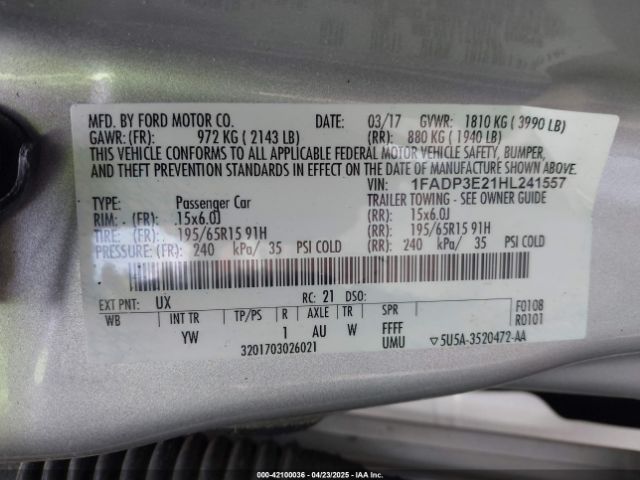 MFD. BY FORD MOTOR CO. DATE: 03/17 GVWR: 1810 KG ( 3990 LB)
GAWR: (FR): 972 KG ( 2143 LB) (RR): 880 KG ( 1940 LB)
THIS VEHICLE CONFORMS TO ALL APPLICABLE FEDERAL MOTOR VEHICLE SAFETY, BUMPER,
AND THEFT PREVENTION STANDARDS IN EFFECT ON THE DATE OF MANUFACTURE SHOWN ABOVE.
VIN: 1FADP3E21HL241557
TYPE: Passenger Car TRAILER TOWING - SEE OWNER GUIDE
RIM: (FR): 15x6.0J (RR): 15x6.0J
TIRE: (FR): 195/65R15 91H (RR): 195/65R15 91H
PRESSURE: (FR): 240 kPa/ 35 PSI COLD (RR): 240 kPa/ 35 PSI COLD
EXT PNT: UX RC: 21 DSO: F0108
WB INT TR TP/PS R AXLE TR SPR R0101
YW 1 AU W FFFF
3201703026021 UMU ▽5U5A-3520472-AA
000-42100036 - 04/23/2025 - IAAI.com